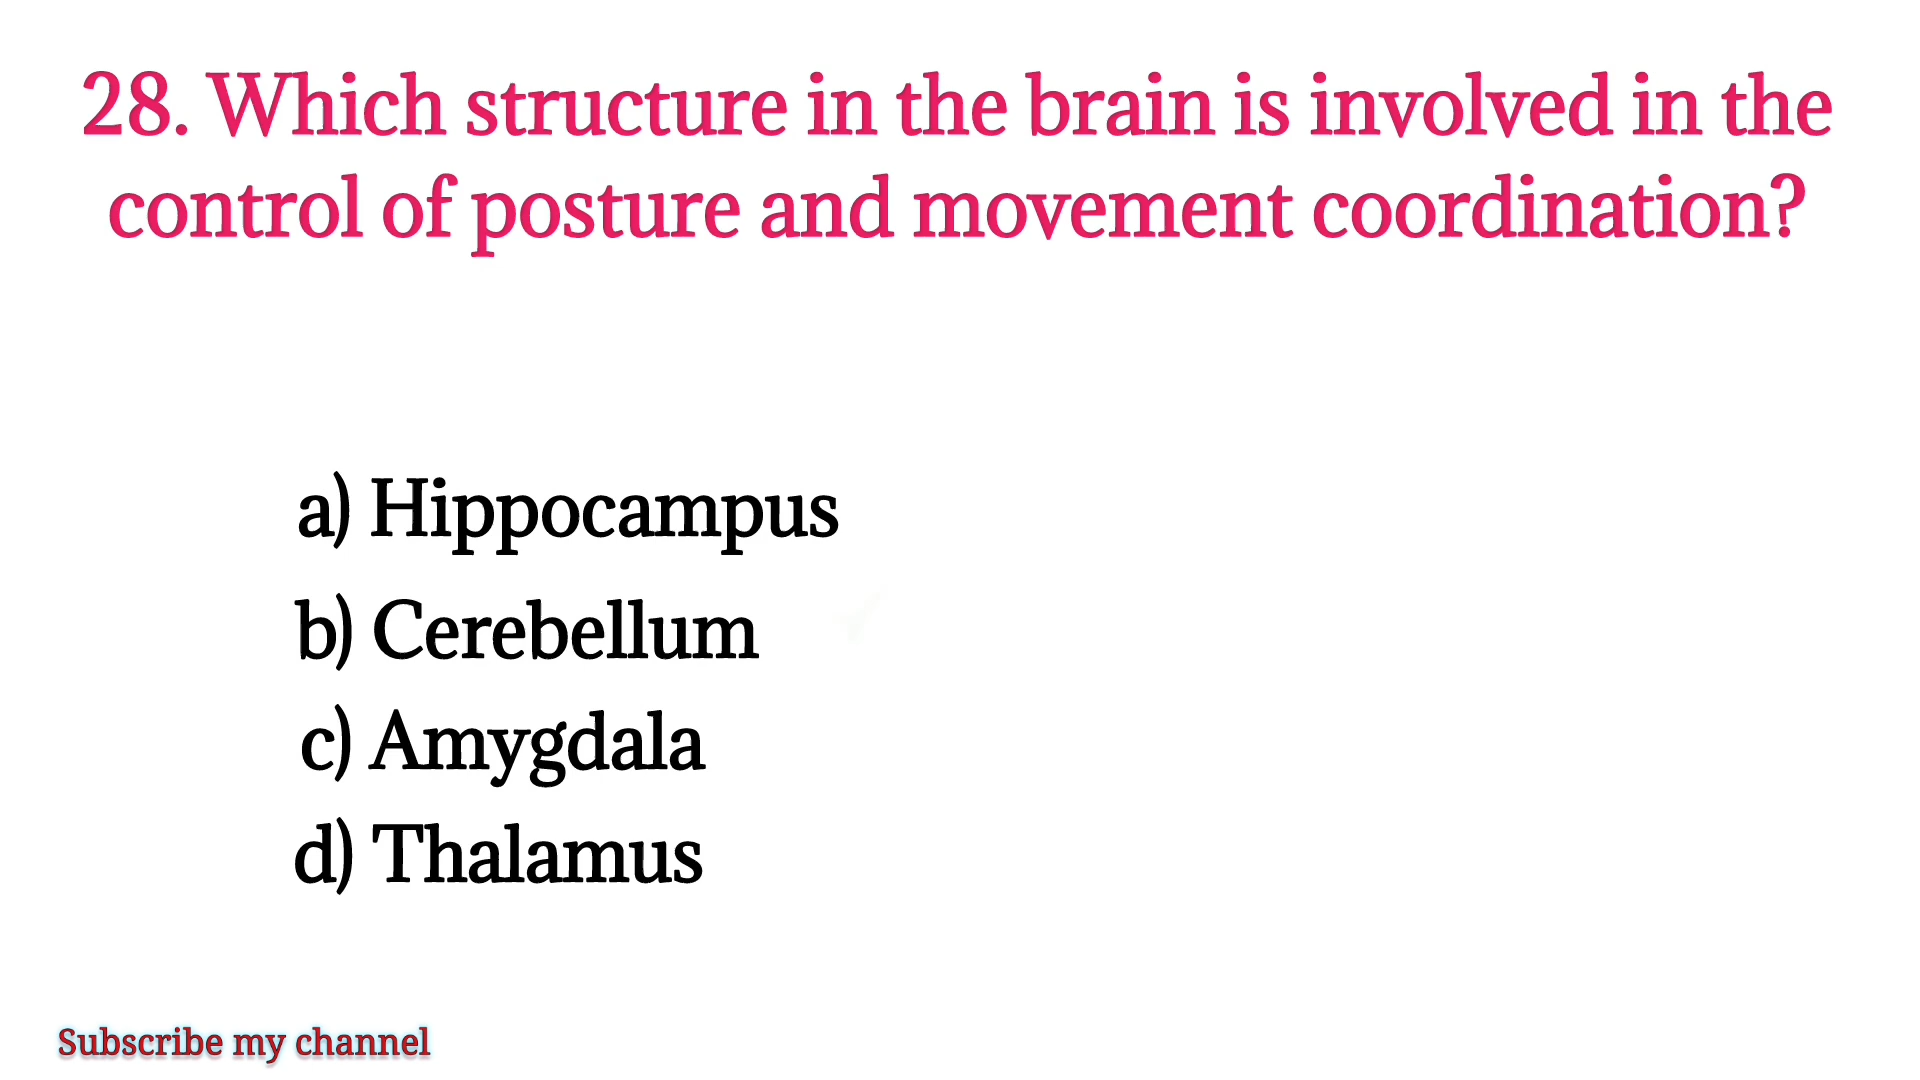 28. Which structure in the brain is involved in the
control of posture and movement coordination?
a) Hippocampus
b) Cerebellum
c) Amygdala
d) Thalamus
Subscribe my channel